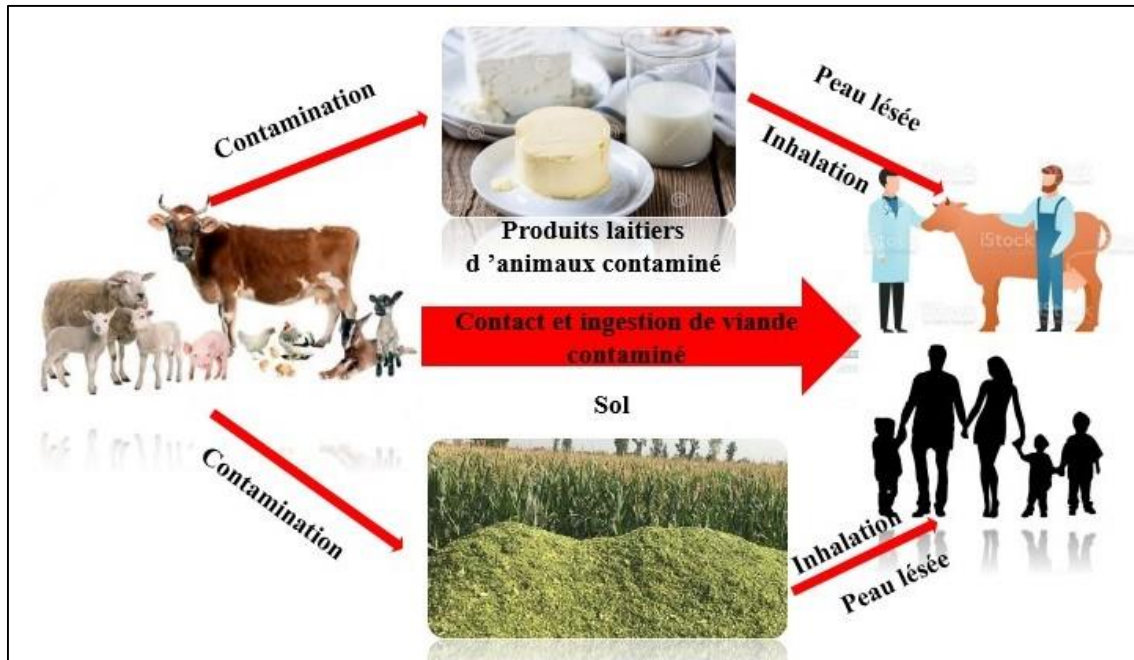 Contamination
Peau lésée
Inhalation
Produits laitiers
d ’animaux contaminé
iStock
iStock
Contact et ingestion de viande
contaminé
Sol
Contamination
Inhalation
Peau lésée